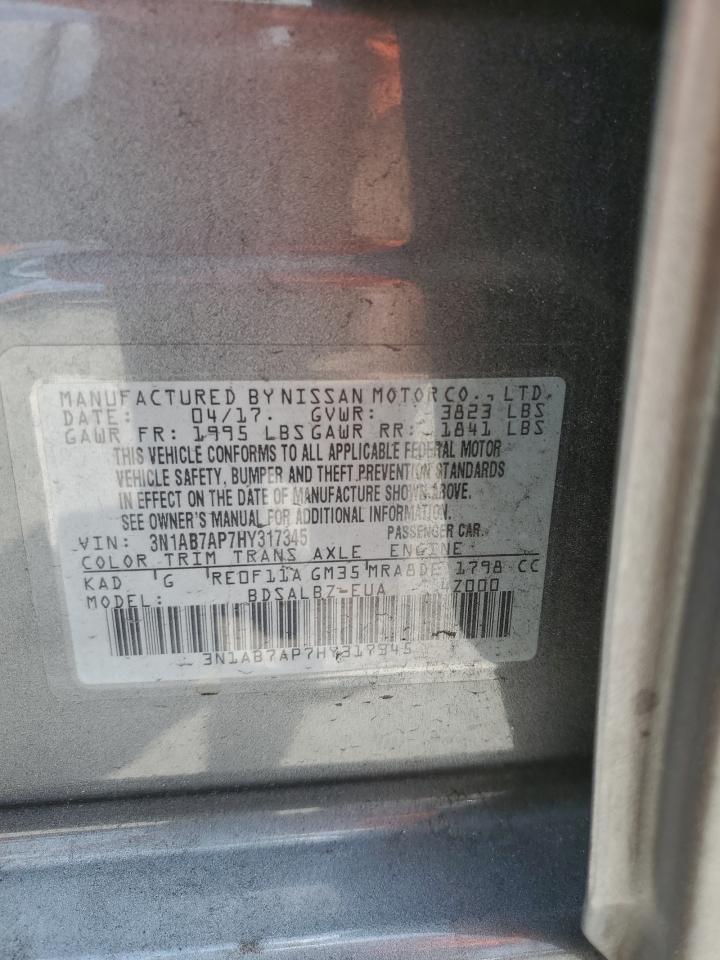 MANUFACTURED BY NISSAN MOTOR CO., LTD.
DATE: 04/17. GVWR: 3823 LBS
GAWR FR: 1995 LBS GAWR RR: 1841 LBS
THIS VEHICLE CONFORMS TO ALL APPLICABLE FEDERAL MOTOR
VEHICLE SAFETY, BUMPER AND THEFT PREVENTION STANDARDS
IN EFFECT ON THE DATE OF MANUFACTURE SHOWN ABOVE.
SEE OWNER'S MANUAL FOR ADDITIONAL INFORMATION.
VIN: 3N1AB7AP7HY317345 PASSENGER CAR.
COLOR TRIM TRANS AXLE ENGINE
KAD G RE0F11A GM35 MRA8DE 1798 CC
MODEL: BDSALBZ-EUA 4Z000
3N1AB7AP7HY317345